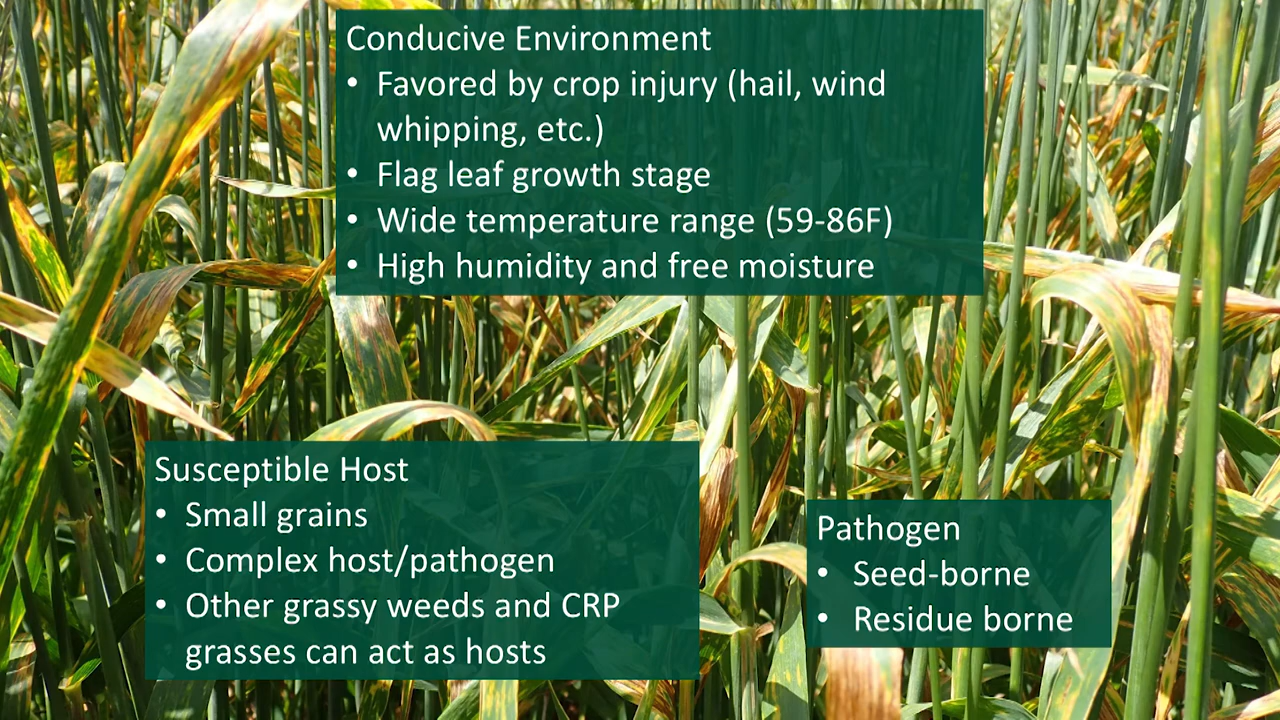 Conducive Environment
• Favored by crop injury (hail, wind
whipping, etc.)
• Flag leaf growth stage
• Wide temperature range (59-86F)
• High humidity and free moisture
Susceptible Host
• Small grains
• Complex host/pathogen
• Other grassy weeds and CRP
grasses can act as hosts
Pathogen
• Seed-borne
• Residue borne